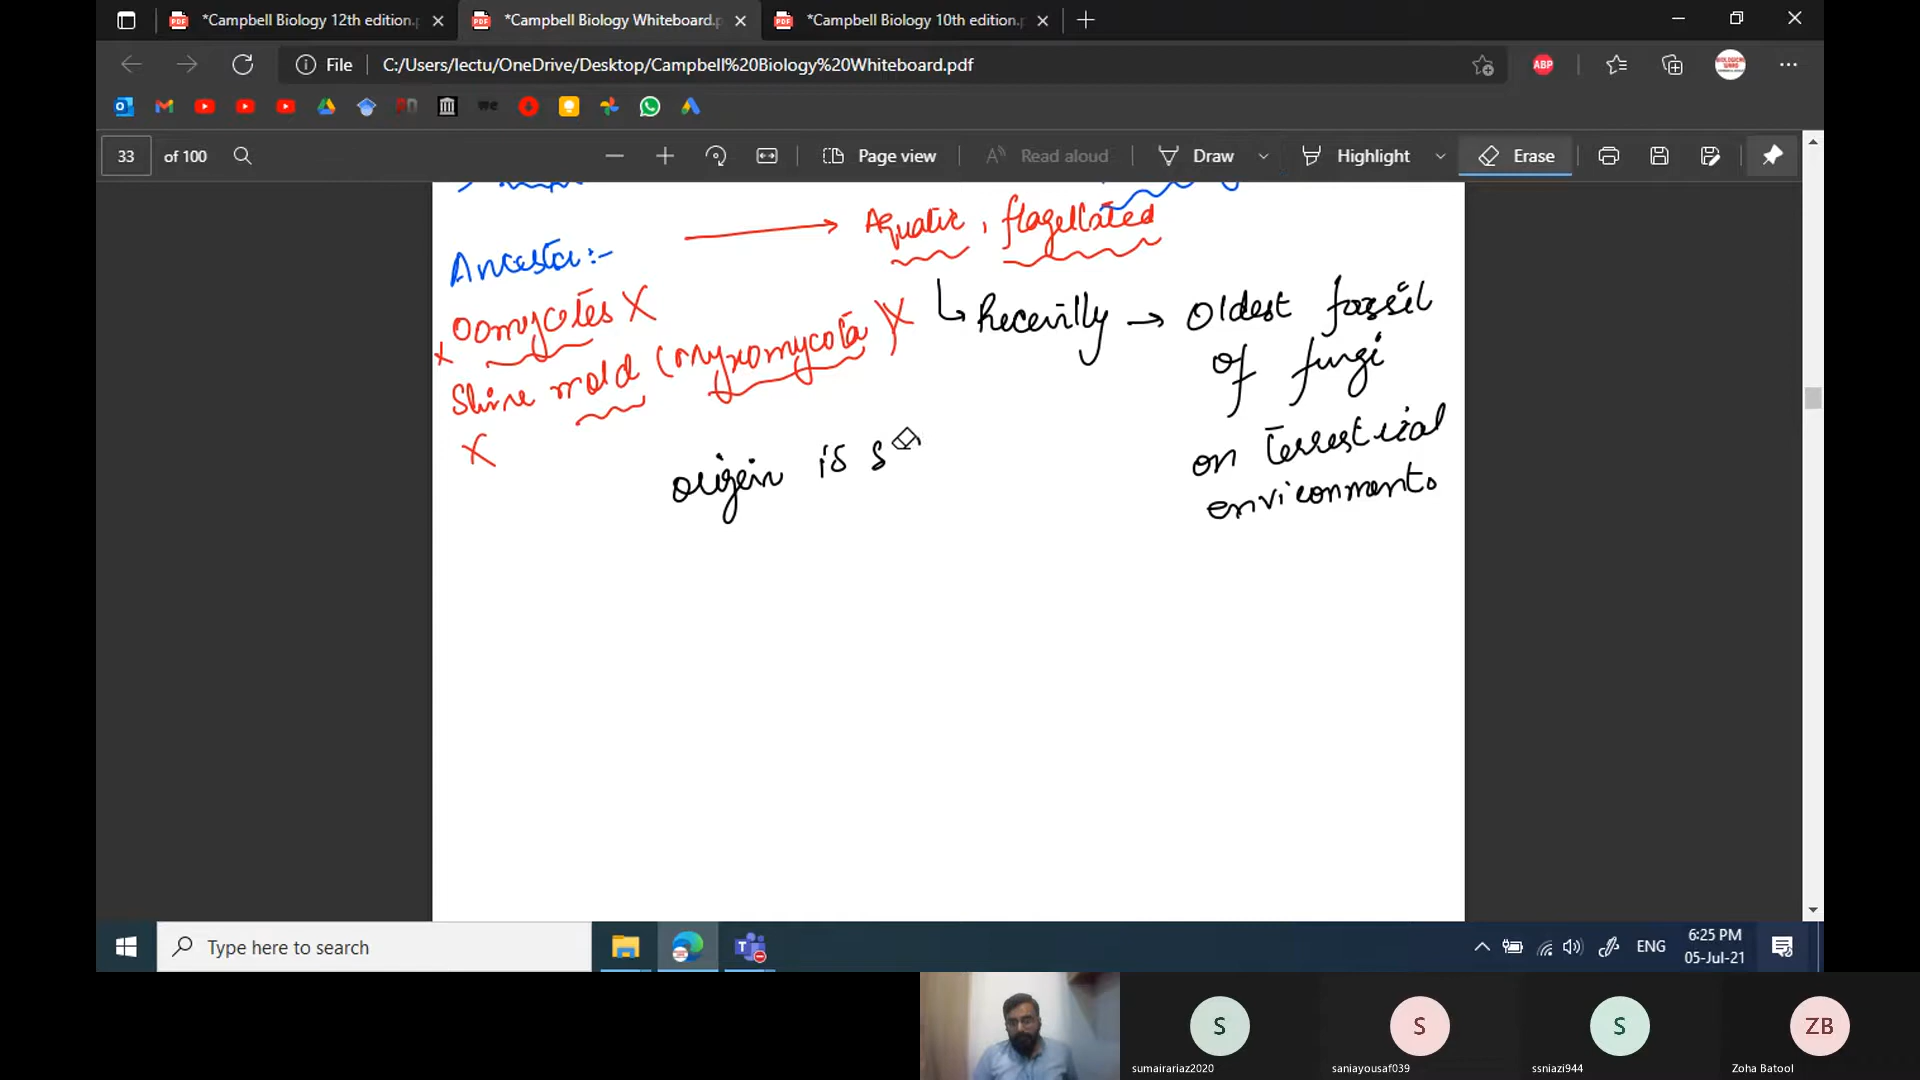 *Campbell Biology 12th edition.p
*Campbell Biology Whiteboard.p
*Campbell Biology 10th edition.p
File C:/Users/lectu/OneDrive/Desktop/Campbell%20Biology%20Whiteboard.pdf
ABP
33 of 100
Page view
Read aloud
Draw
Highlight
Erase
Aquatic, flagellated
Ancestor:-
Oomycetes X
X
Slime mold (Myxomycota) X
X
Recently → Oldest fossil
of fungi
on terrestrial
environments
origin is s
Type here to search
ENG
6:25 PM
05-Jul-21
S
S
S
ZB
sumairariaz2020
saniayousaf039
ssniazi944
Zoha Batool